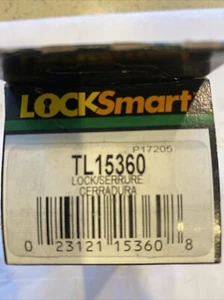 LOCKSmart
P17205
TL15360
LOCK/SERRURE
CERRADURA
0 23121 15360 8